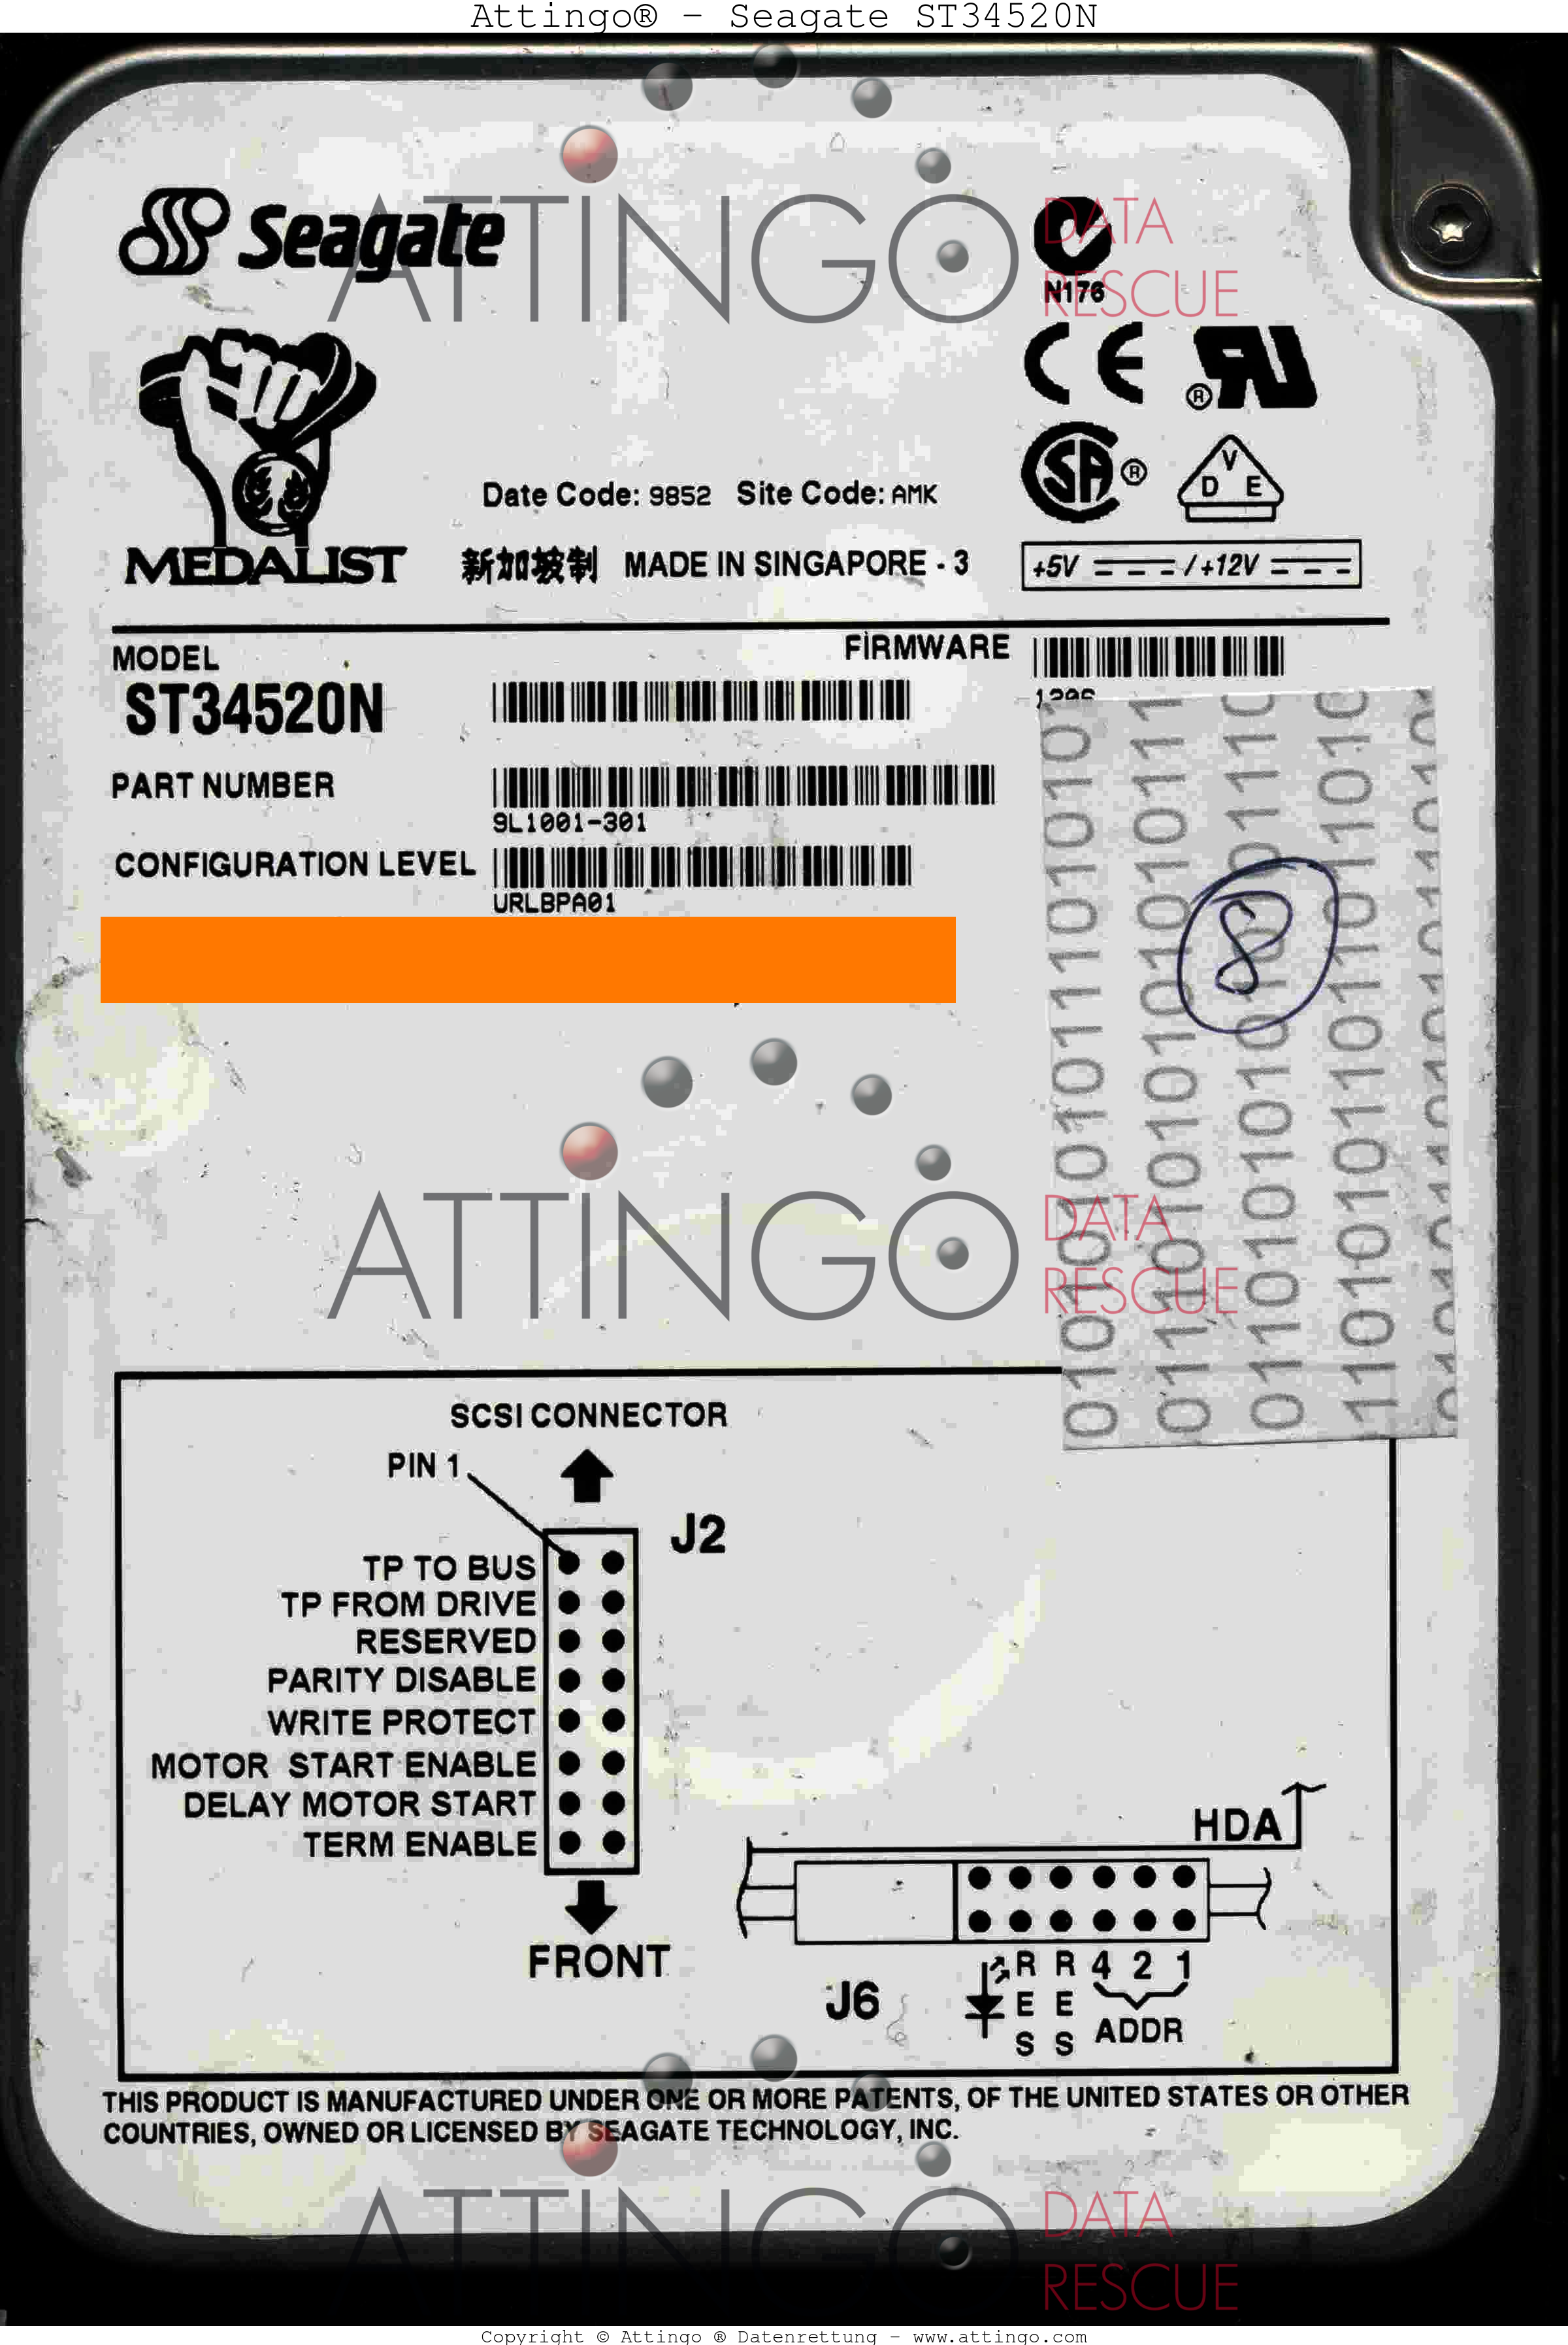 Attingo® - Seagate ST34520N
Seagate
ATTINGO DATA RESCUE
N176
CE
SA ®
V D E
MEDALIST
Date Code: 9852 Site Code: AMK
新加坡制 MADE IN SINGAPORE - 3
+5V / +12V
MODEL
FIRMWARE
ST34520N
PART NUMBER
9L1001-301
CONFIGURATION LEVEL
URLBPA01
8
ATTINGO DATA RESCUE
SCSI CONNECTOR
PIN 1
J2
TP TO BUS
TP FROM DRIVE
RESERVED
PARITY DISABLE
WRITE PROTECT
MOTOR START ENABLE
DELAY MOTOR START
TERM ENABLE
FRONT
HDA
J6
RES RES 4 2 1
ADDR
THIS PRODUCT IS MANUFACTURED UNDER ONE OR MORE PATENTS, OF THE UNITED STATES OR OTHER
COUNTRIES, OWNED OR LICENSED BY SEAGATE TECHNOLOGY, INC.
ATTINGO DATA RESCUE
Copyright © Attingo ® Datenrettung - www.attingo.com